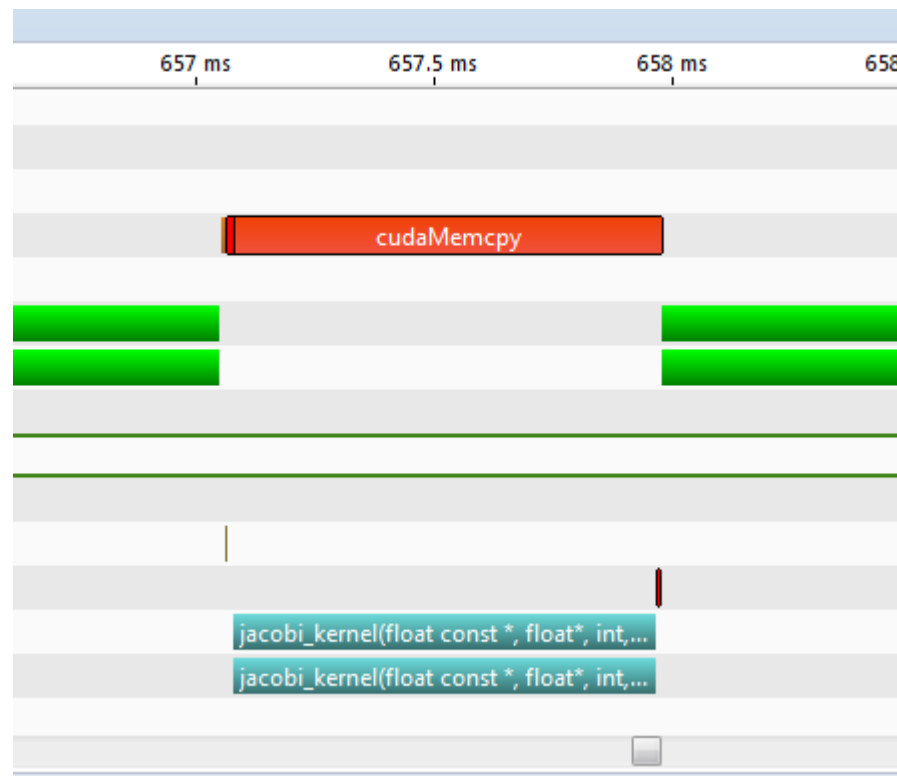 657 ms 657.5 ms 658 ms 658
cudaMemcpy
jacobi_kernel(float const *, float*, int,...
jacobi_kernel(float const *, float*, int,...